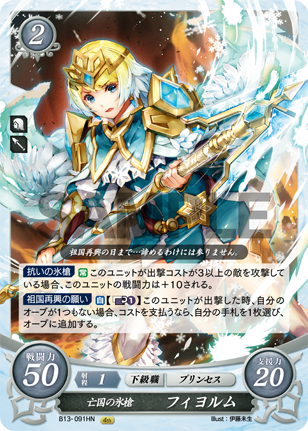 2
SAMPLE
祖国再興の日まで…諦めるわけには参りません。
抗いの氷槍 常 このユニットが出撃コストが3以上の敵を攻撃し
ている場合、このユニットの戦闘力は+10される。
祖国再興の願い 自 [1] このユニットが出撃した時、自分の
オーブが1つもない場合、コストを支払うなら、自分の手札を1枚選び、
オーブに追加する。
戦闘力 50
射程 1
下級職
プリンセス
支援力 20
亡国の氷槍 フィヨルム
B13-091HN 4th
Illust:伊藤未生